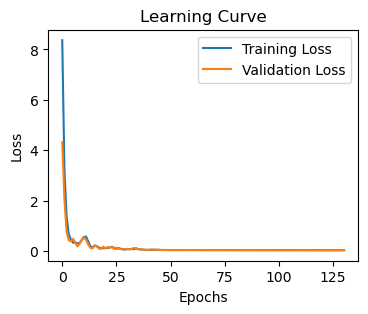 Learning Curve
Training Loss
Validation Loss
8
6
4
2
0
Loss
0 25 50 75 100 125
Epochs